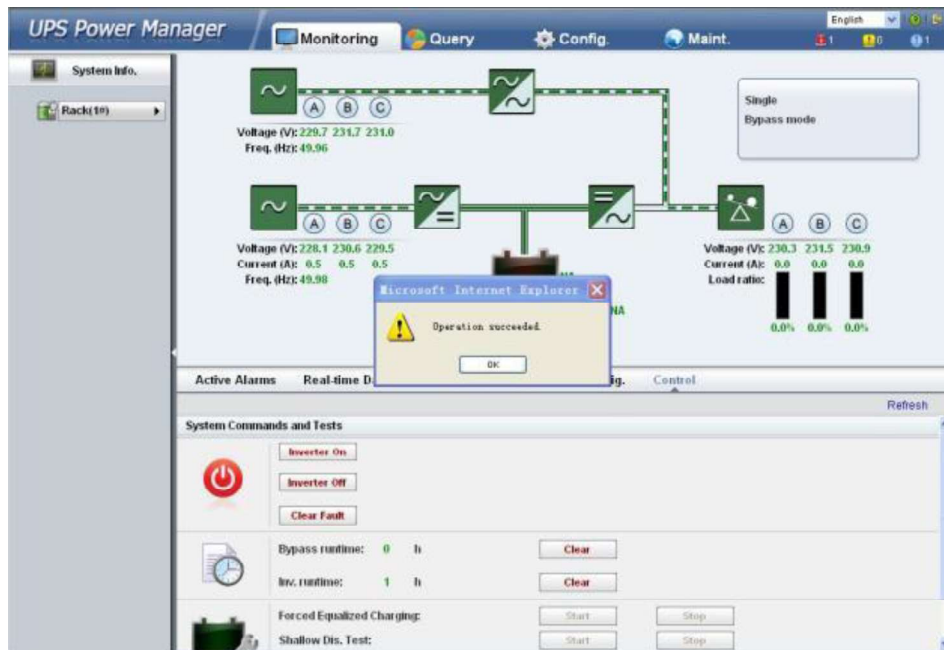 UPS Power Manager
Monitoring
Query
Config.
Maint.
English
1
0
1
System Info.
Rack(1#)
A B C
Voltage (V): 229.7 231.7 231.0
Freq. (Hz): 49.96
Single
Bypass mode
A B C
Voltage (V): 228.1 230.6 229.5
Current (A): 0.5 0.5 0.5
Freq. (Hz): 49.98
A B C
Voltage (V): 230.3 231.5 230.9
Current (A): 0.0 0.0 0.0
Load ratio:
0.0% 0.0% 0.0%
NA
NA
Microsoft Internet Explorer
Operation succeeded.
OK
Active Alarms
Real-time D
ig.
Control
Refresh
System Commands and Tests
Inverter On
Inverter Off
Clear Fault
Bypass runtime: 0 h Clear
Inv. runtime: 1 h Clear
Forced Equalized Charging: Start Stop
Shallow Dis. Test: Start Stop